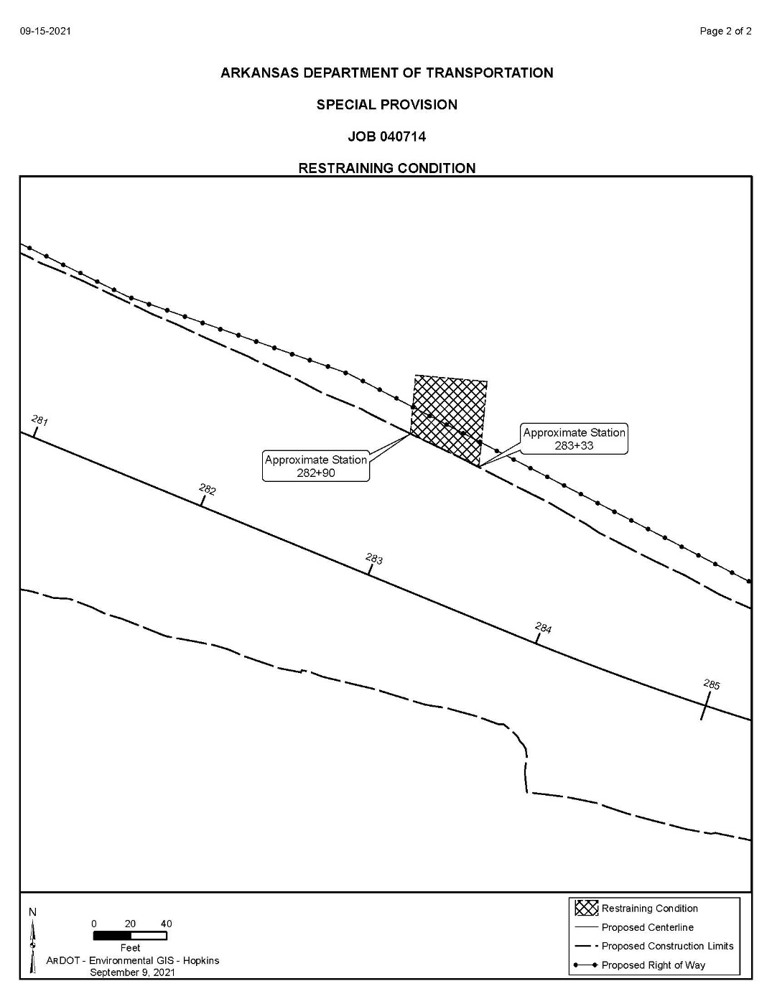 09-15-2021
Page 2 of 2
ARKANSAS DEPARTMENT OF TRANSPORTATION
SPECIAL PROVISION
JOB 040714
RESTRAINING CONDITION
281
Approximate Station
283+33
Approximate Station
282+90
282
283
284
285
N
0 20 40
Feet
ARDOT - Environmental GIS - Hopkins
September 9, 2021
Restraining Condition
Proposed Centerline
Proposed Construction Limits
Proposed Right of Way